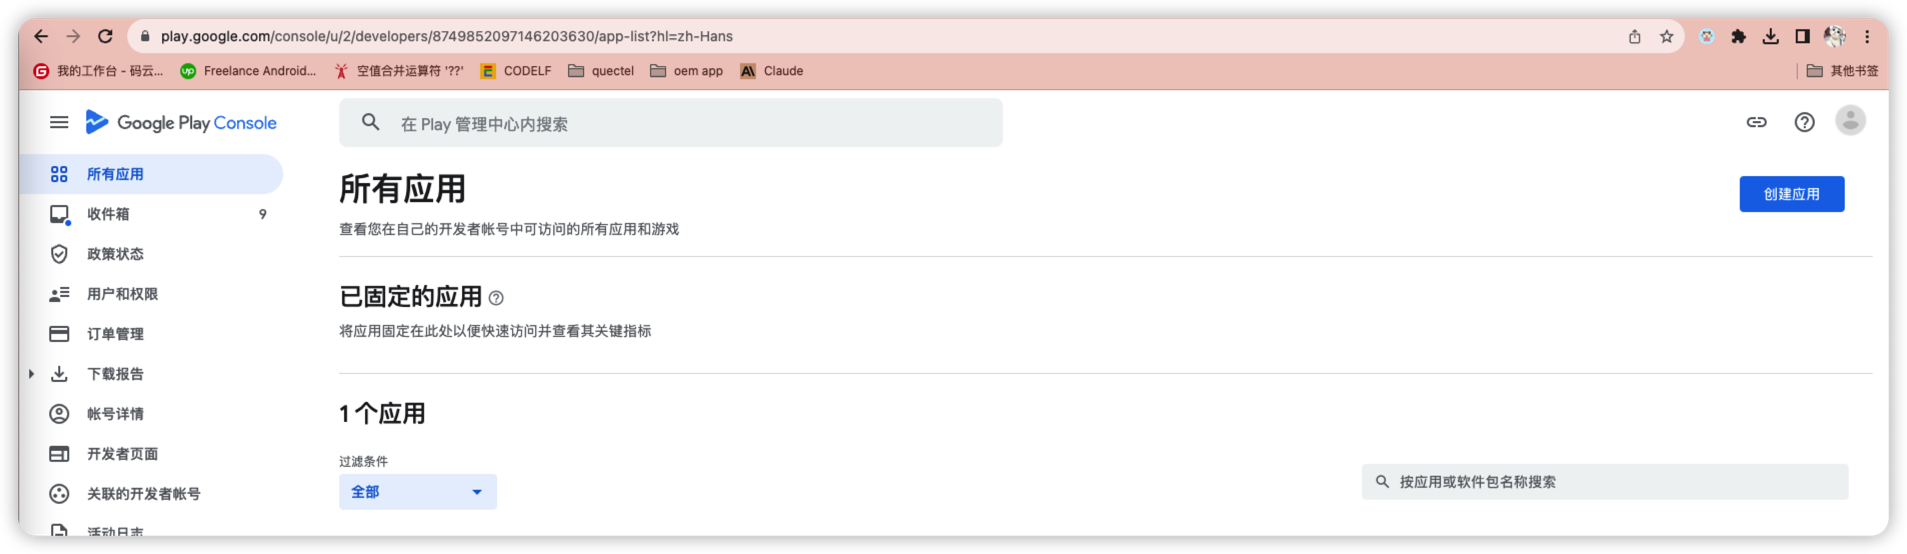 play.google.com/console/u/2/developers/8749852097146203630/app-list?hl=zh-Hans
我的工作台 - 码云... Freelance Android... 空值合并运算符 '??' CODELF quectel oem app Claude 其他书签
Google Play Console
在 Play 管理中心内搜索
所有应用
收件箱 9
政策状态
用户和权限
订单管理
下载报告
帐号详情
开发者页面
关联的开发者帐号
活动日志
所有应用
创建应用
查看您在自己的开发者帐号中可访问的所有应用和游戏
已固定的应用
将应用固定在此处以便快速访问并查看其关键指标
1 个应用
过滤条件
全部
按应用或软件包名称搜索